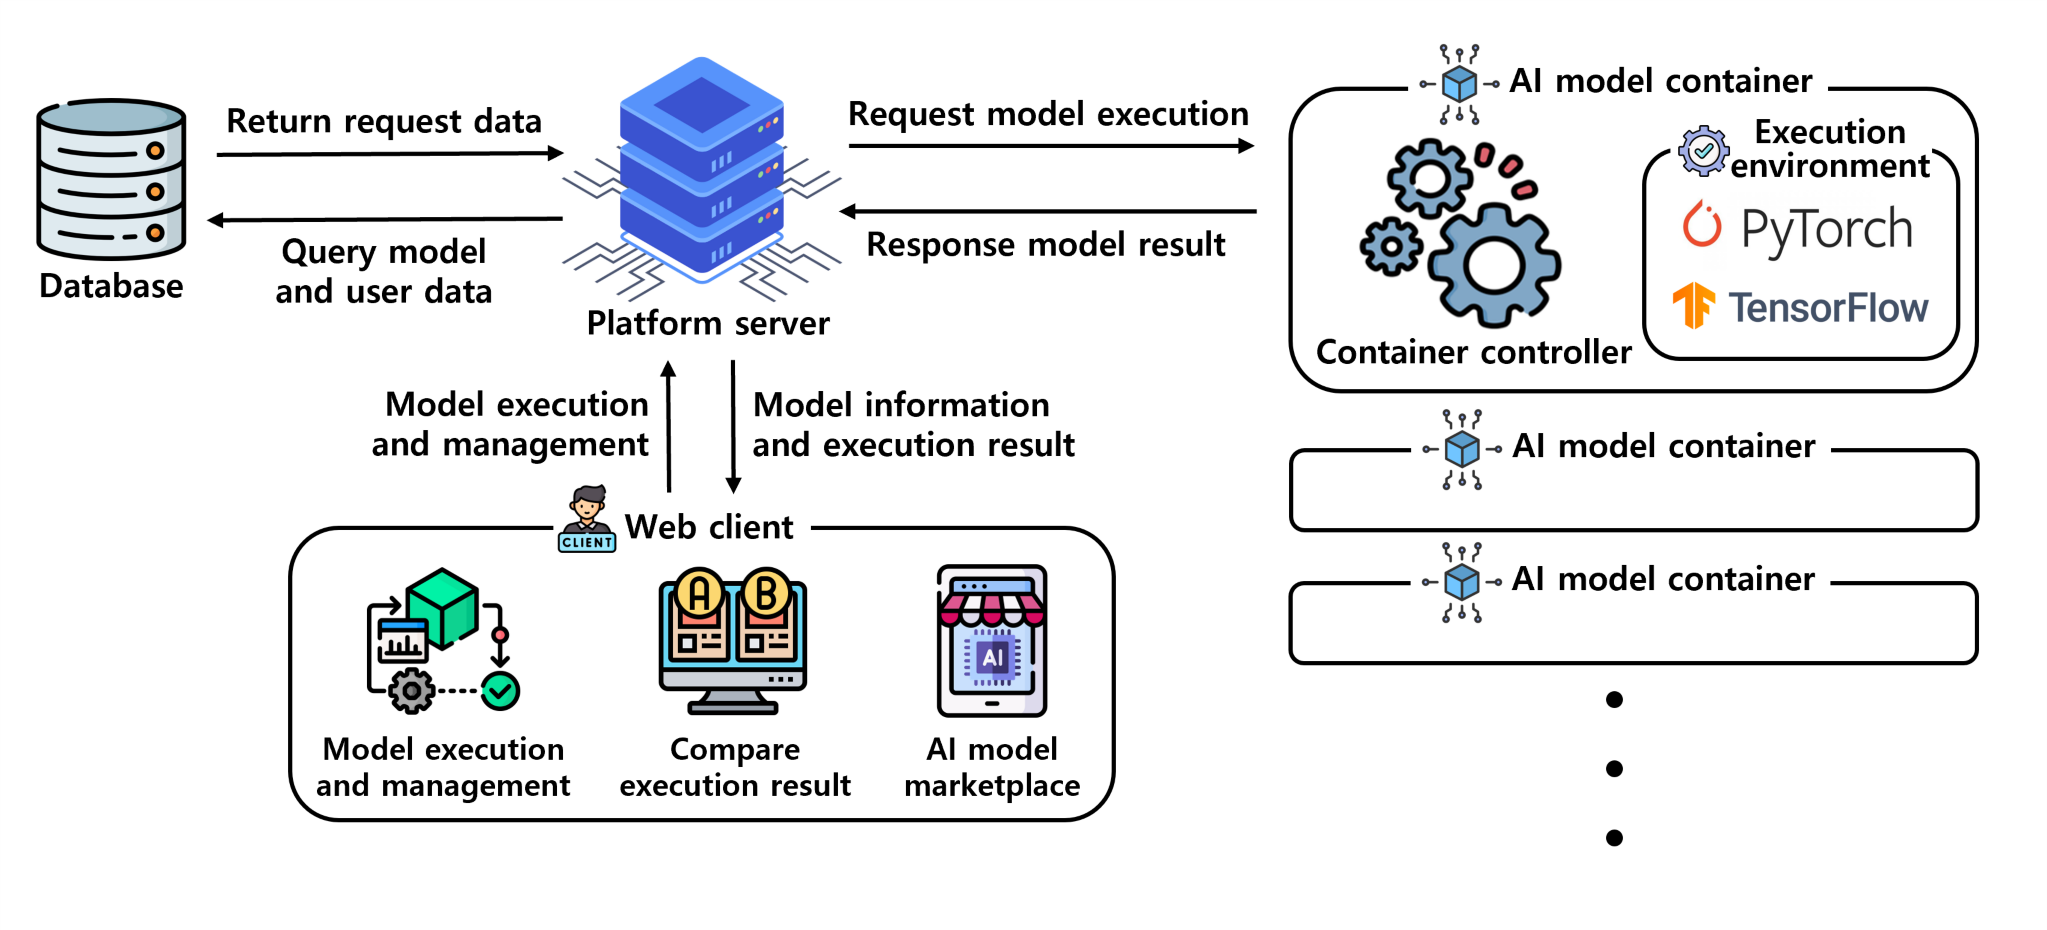 Return request data
Query model
and user data
Database
Platform server
Request model execution
Response model result
AI model container
Execution
environment
PyTorch
TensorFlow
Container controller
AI model container
AI model container
Model execution
and management
Model information
and execution result
CLIENT
Web client
A
B
AI
Model execution
and management
Compare
execution result
AI model
marketplace